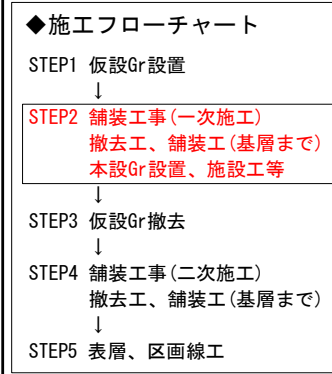 ◆施工フローチャート
STEP1 仮設Gr設置
↓
STEP2 舗装工事(一次施工)
撤去工、舗装工(基層まで)
本設Gr設置、施設工等
↓
STEP3 仮設Gr撤去
↓
STEP4 舗装工事(二次施工)
撤去工、舗装工(基層まで)
↓
STEP5 表層、区画線工